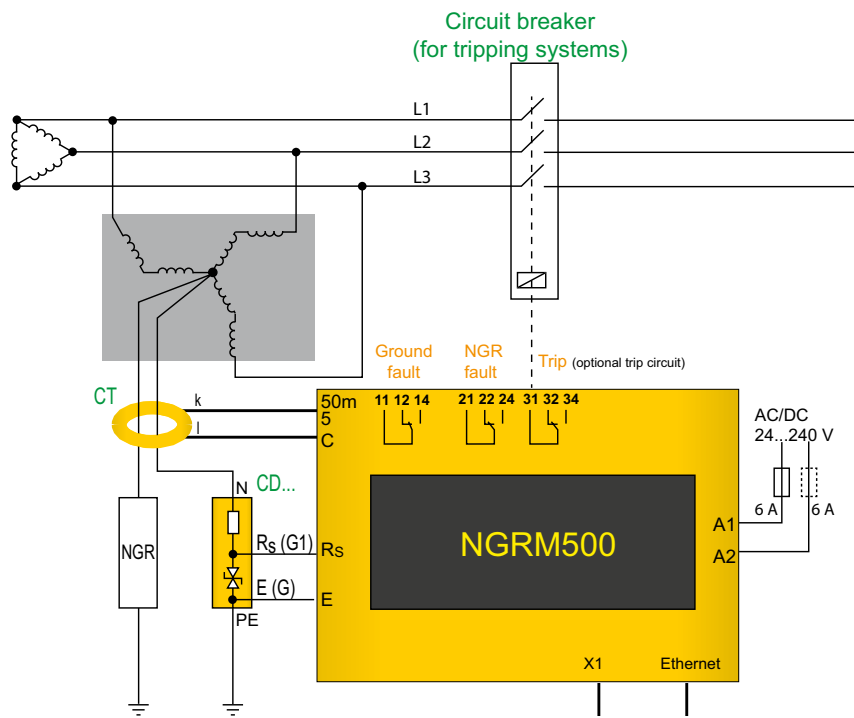 Circuit breaker
(for tripping systems)
L1
L2
L3
Ground
fault
NGR
fault
Trip (optional trip circuit)
CT
k
l
50m
5
C
11 12 14
21 22 24
31 32 34
AC/DC
24...240 V
6 A
6 A
N
CD...
NGR
RS (G1)
RS
E (G)
E
PE
NGRM500
A1
A2
X1
Ethernet